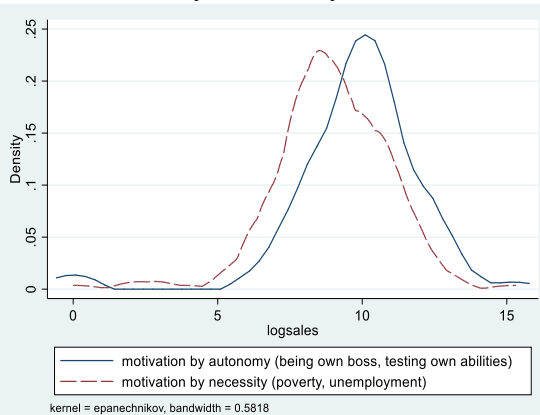 Density
.25
.2
.15
.1
.05
0
0
5
10
15
logsales
motivation by autonomy (being own boss, testing own abilities)
motivation by necessity (poverty, unemployment)
kernel = epanechnikov, bandwidth = 0.5818